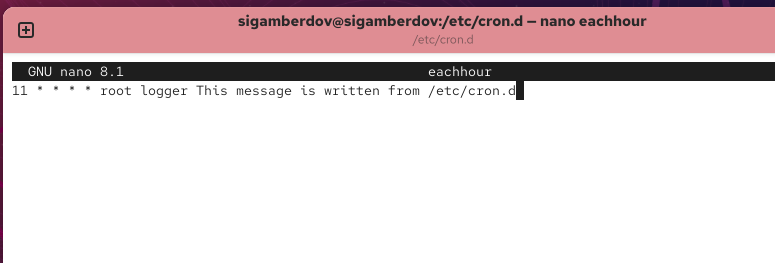 sigamberdov@sigamberdov:/etc/cron.d — nano eachhour
/etc/cron.d
GNU nano 8.1 eachhour
11 * * * * root logger This message is written from /etc/cron.d